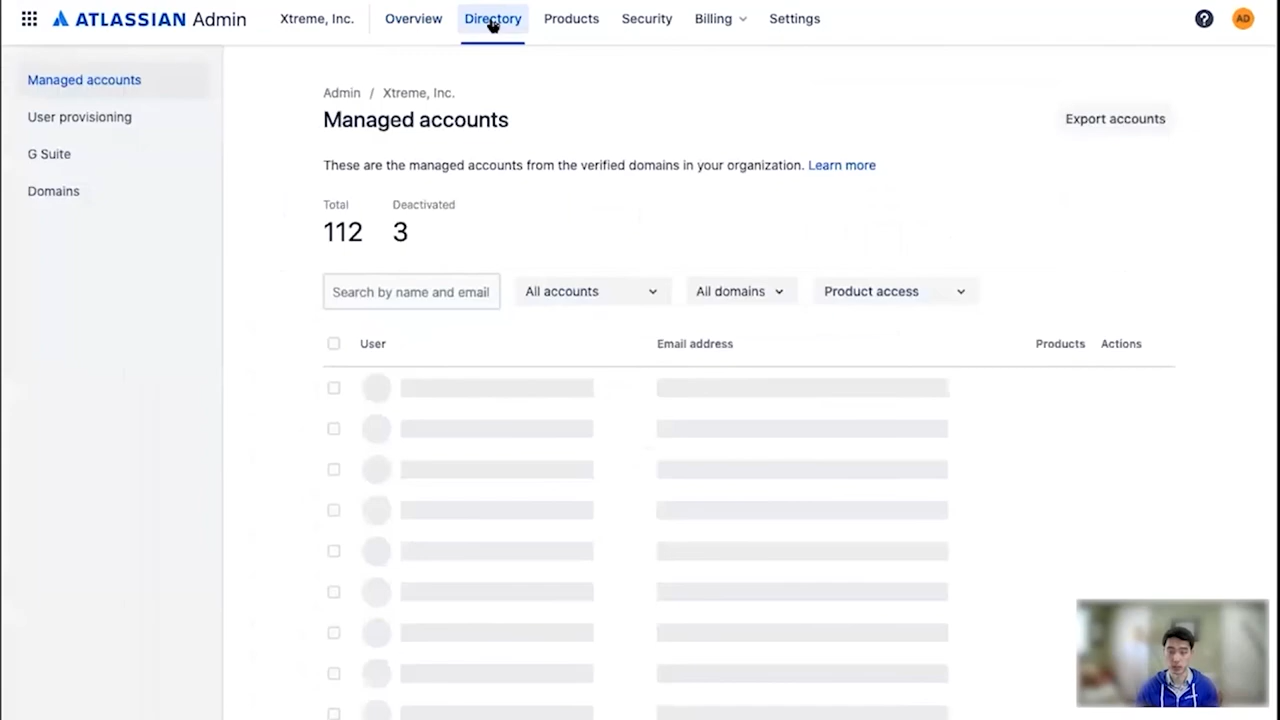 ATLASSIAN Admin Xtreme, Inc. Overview Directory Products Security Billing Settings ? AD
Managed accounts
User provisioning
G Suite
Domains
Admin / Xtreme, Inc.
Managed accounts
Export accounts
These are the managed accounts from the verified domains in your organization. Learn more
Total Deactivated
112 3
Search by name and email All accounts All domains Product access
User Email address Products Actions